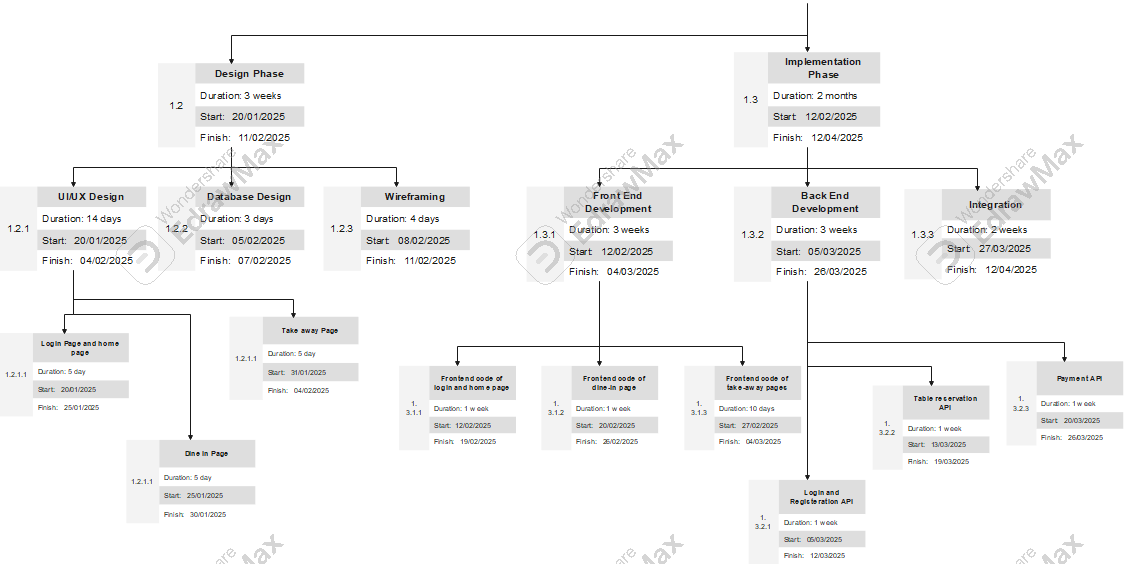 Design Phase
1.2
Duration: 3 weeks
Start: 20/01/2025
Finish: 11/02/2025
Implementation
Phase
1.3
Duration: 2 months
Start: 12/02/2025
Finish: 12/04/2025
UI/UX Design
1.2.1
Duration: 14 days
Start: 20/01/2025
Finish: 04/02/2025
Database Design
1.2.2
Duration: 3 days
Start: 05/02/2025
Finish: 07/02/2025
Wireframing
1.2.3
Duration: 4 days
Start: 08/02/2025
Finish: 11/02/2025
Front End
Development
1.3.1
Duration: 3 weeks
Start: 12/02/2025
Finish: 04/03/2025
Back End
Development
1.3.2
Duration: 3 weeks
Start: 05/03/2025
Finish: 26/03/2025
Integration
1.3.3
Duration: 2 weeks
Start: 27/03/2025
Finish: 12/04/2025
Login Page and home
page
1.2.1.1
Duration: 5 day
Start: 20/01/2025
Finish: 25/01/2025
Take away Page
1.2.1.1
Duration: 5 day
Start: 31/01/2025
Finish: 04/02/2025
Dine in Page
1.2.1.1
Duration: 5 day
Start: 25/01/2025
Finish: 30/01/2025
Frontend code of
login and home page
1.
3.1.1
Duration: 1 week
Start: 12/02/2025
Finish: 19/02/2025
Frontend code of
dine-in page
1.
3.1.2
Duration: 1 week
Start: 20/02/2025
Finish: 26/02/2025
Frontend code of
take-away pages
1.
3.1.3
Duration: 10 days
Start: 27/02/2025
Finish: 04/03/2025
Table reservation
API
1.
3.2.2
Duration: 1 week
Start: 13/03/2025
Finish: 19/03/2025
Payment API
1.
3.2.3
Duration: 1 week
Start: 20/03/2025
Finish: 26/03/2025
Login and
Registeration API
1.
3.2.1
Duration: 1 week
Start: 05/03/2025
Finish: 12/03/2025
Wondershare
EdrawMax
Wondershare
EdrawMax
Wondershare
EdrawMax